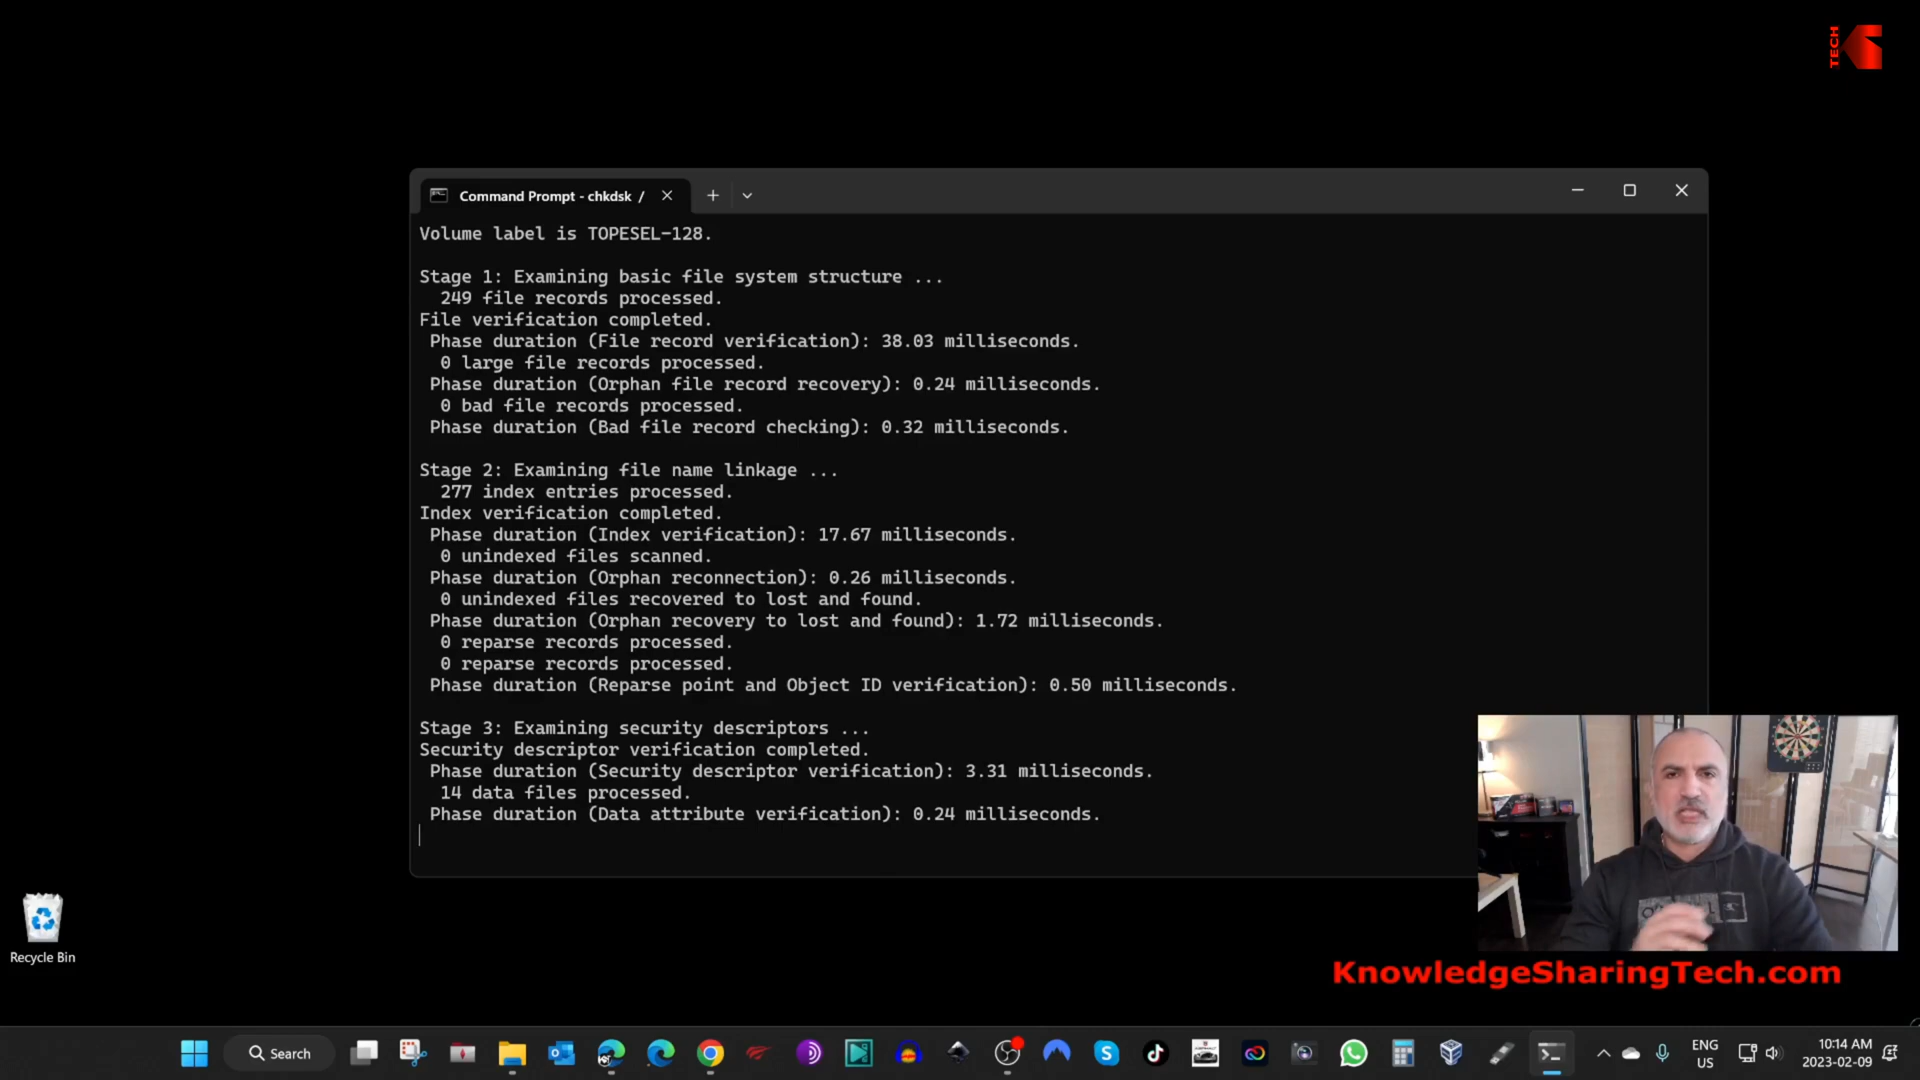 TECH
Command Prompt - chkdsk /
Volume label is TOPESEL-128.
Stage 1: Examining basic file system structure ...
249 file records processed.
File verification completed.
Phase duration (File record verification): 38.03 milliseconds.
0 large file records processed.
Phase duration (Orphan file record recovery): 0.24 milliseconds.
0 bad file records processed.
Phase duration (Bad file record checking): 0.32 milliseconds.
Stage 2: Examining file name linkage ...
277 index entries processed.
Index verification completed.
Phase duration (Index verification): 17.67 milliseconds.
0 unindexed files scanned.
Phase duration (Orphan reconnection): 0.26 milliseconds.
0 unindexed files recovered to lost and found.
Phase duration (Orphan recovery to lost and found): 1.72 milliseconds.
0 reparse records processed.
0 reparse records processed.
Phase duration (Reparse point and Object ID verification): 0.50 milliseconds.
Stage 3: Examining security descriptors ...
Security descriptor verification completed.
Phase duration (Security descriptor verification): 3.31 milliseconds.
14 data files processed.
Phase duration (Data attribute verification): 0.24 milliseconds.
Recycle Bin
KnowledgeSharingTech.com
Search
ENG
US
10:14 AM
2023-02-09